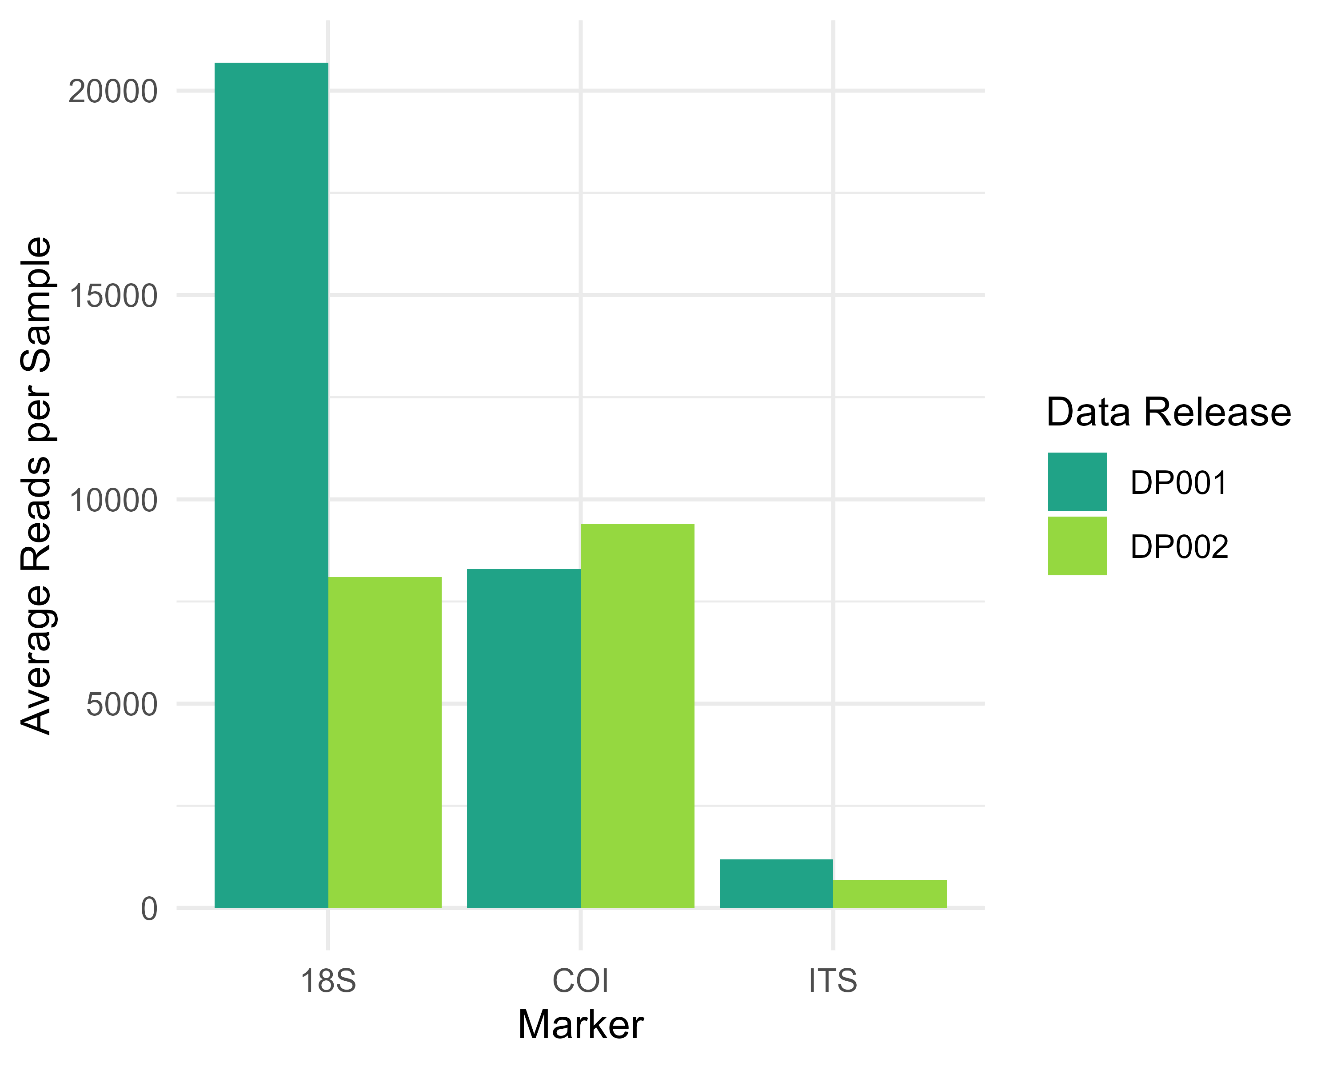 20000
15000
10000
5000
0
Average Reads per Sample
18S COI ITS
Marker
Data Release
DP001
DP002